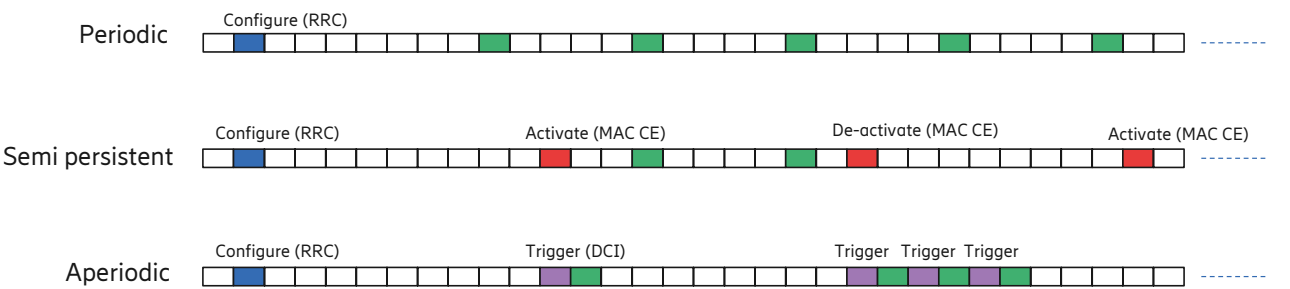 Configure (RRC)
Periodic
Configure (RRC) Activate (MAC CE) De-activate (MAC CE) Activate (MAC CE)
Semi persistent
Configure (RRC) Trigger (DCI) Trigger Trigger Trigger
Aperiodic